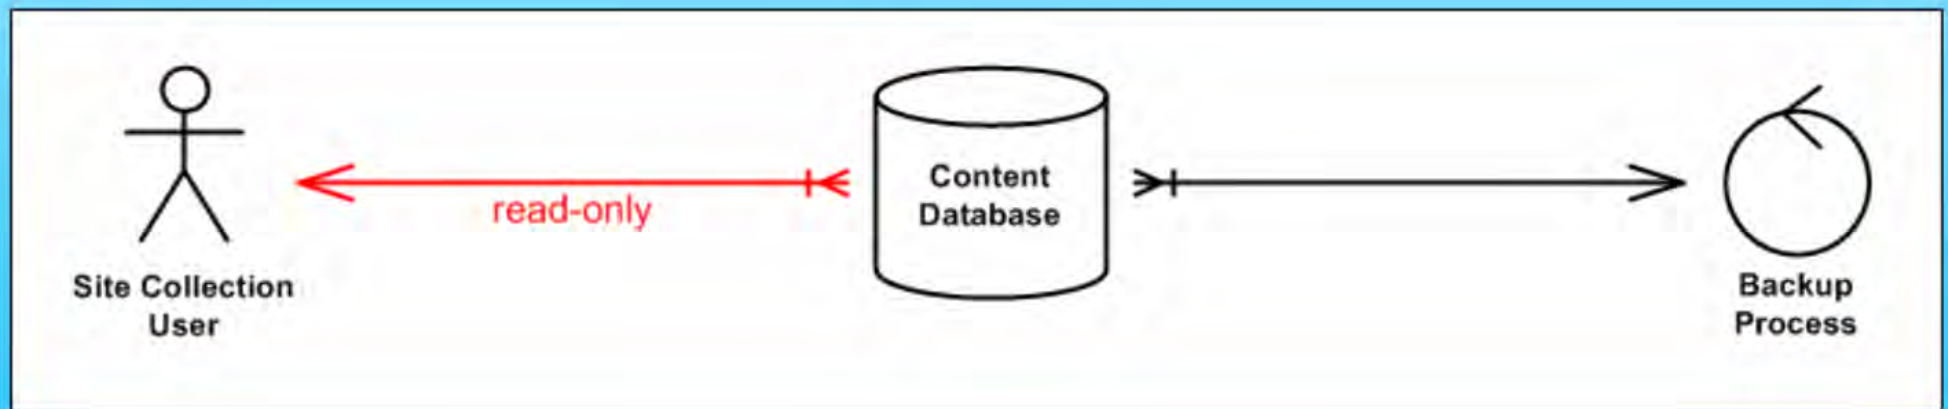 Site Collection
User
read-only
Content
Database
Backup
Process